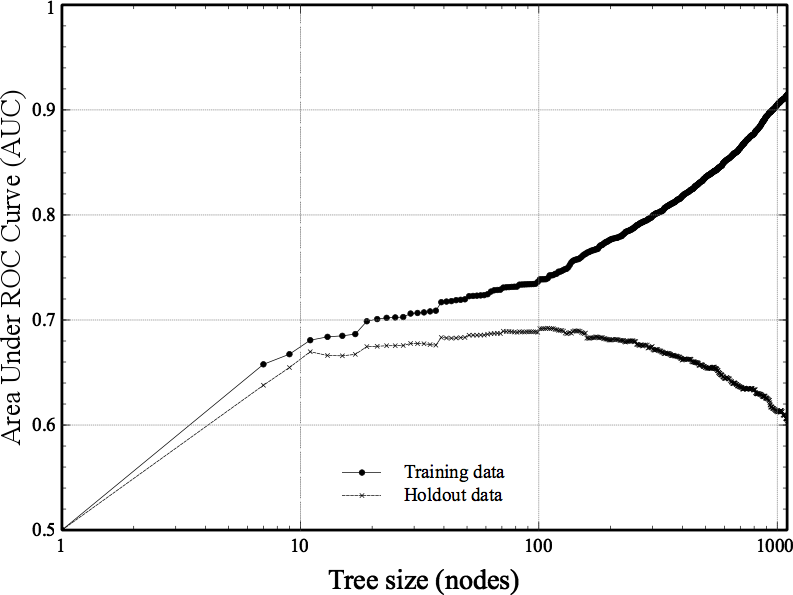 1
0.9
0.8
0.7
0.6
0.5
Area Under ROC Curve (AUC)
Training data
Holdout data
1 10 100 1000
Tree size (nodes)